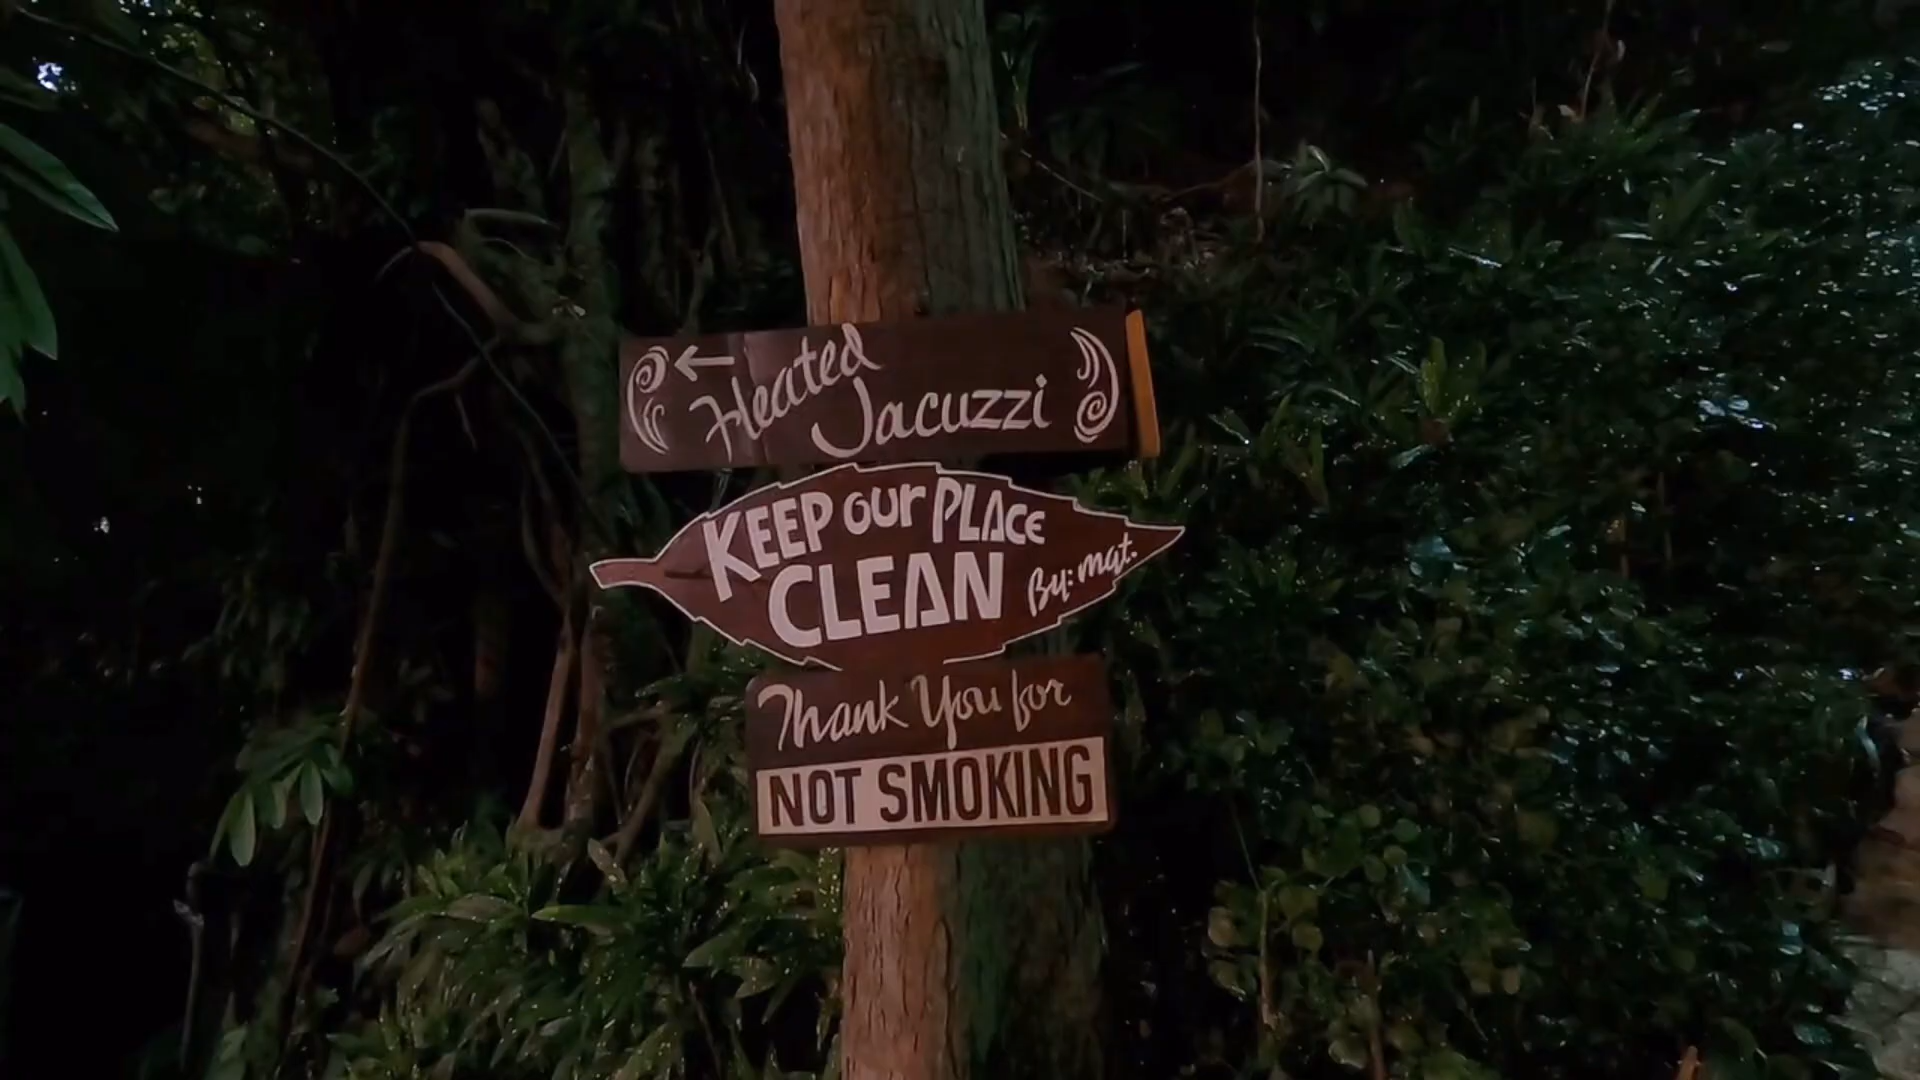 ← Heated
Jacuzzi
KEEP our PLACE
CLEAN By: mat.
Thank You for
NOT SMOKING